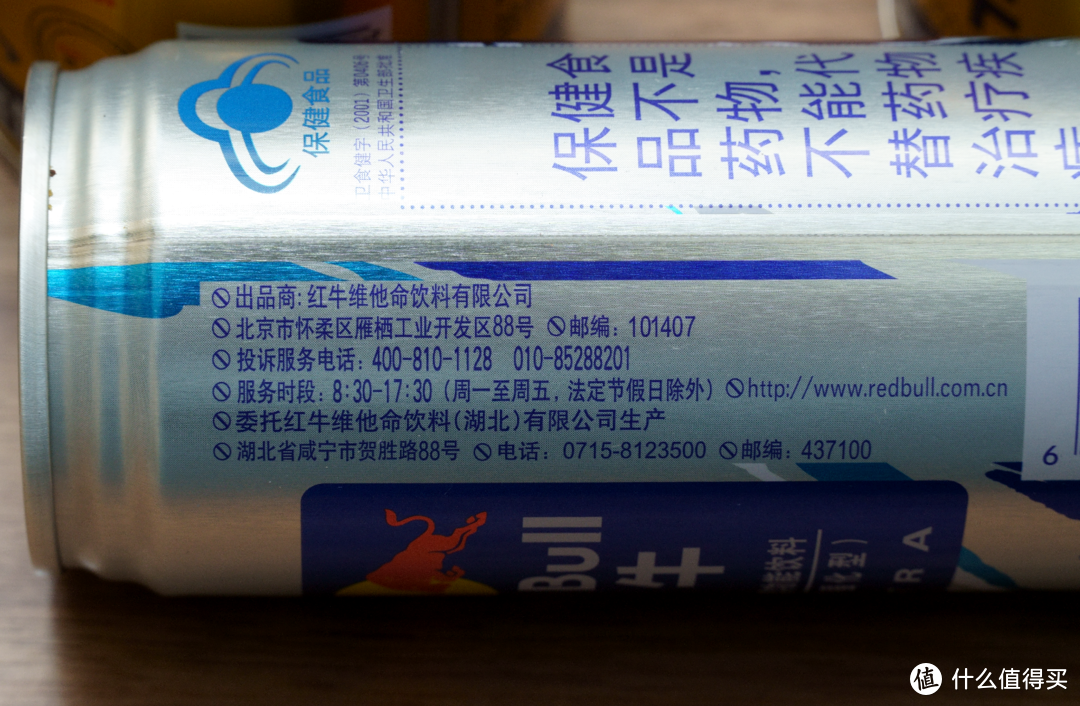 保健食品
卫食健字（2001）第0406号
中华人民共和国卫生部批准
保健食
品不是
药物，
不能代
替药物
治疗疾
⦸出品商: 红牛维他命饮料有限公司
⦸北京市怀柔区雁栖工业开发区88号 ⦸邮编: 101407
⦸投诉服务电话: 400-810-1128 010-85288201
⦸服务时段: 8:30-17:30 (周一至周五, 法定节假日除外) ⦸http://www.redbull.com.cn
⦸委托红牛维他命饮料(湖北)有限公司生产
⦸湖北省咸宁市贺胜路88号 ⦸电话: 0715-8123500 ⦸邮编: 437100
6
Bull
牛
能饮料
型）
R A
值 什么值得买